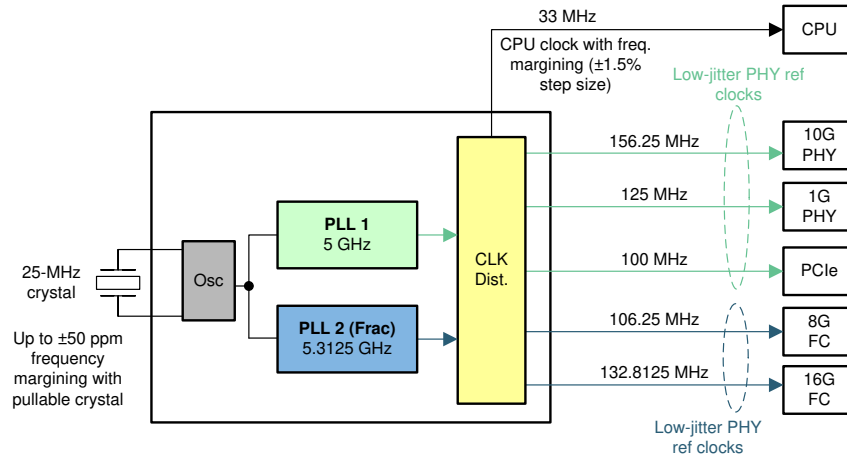 33 MHz
CPU clock with freq.
margining (±1.5%
step size)
CPU
Low-jitter PHY ref
clocks
156.25 MHz
10G
PHY
125 MHz
1G
PHY
100 MHz
PCIe
106.25 MHz
8G
FC
132.8125 MHz
16G
FC
Low-jitter PHY
ref clocks
PLL 1
5 GHz
CLK
Dist.
Osc
25-MHz
crystal
PLL 2 (Frac)
5.3125 GHz
Up to ±50 ppm
frequency
margining with
pullable crystal